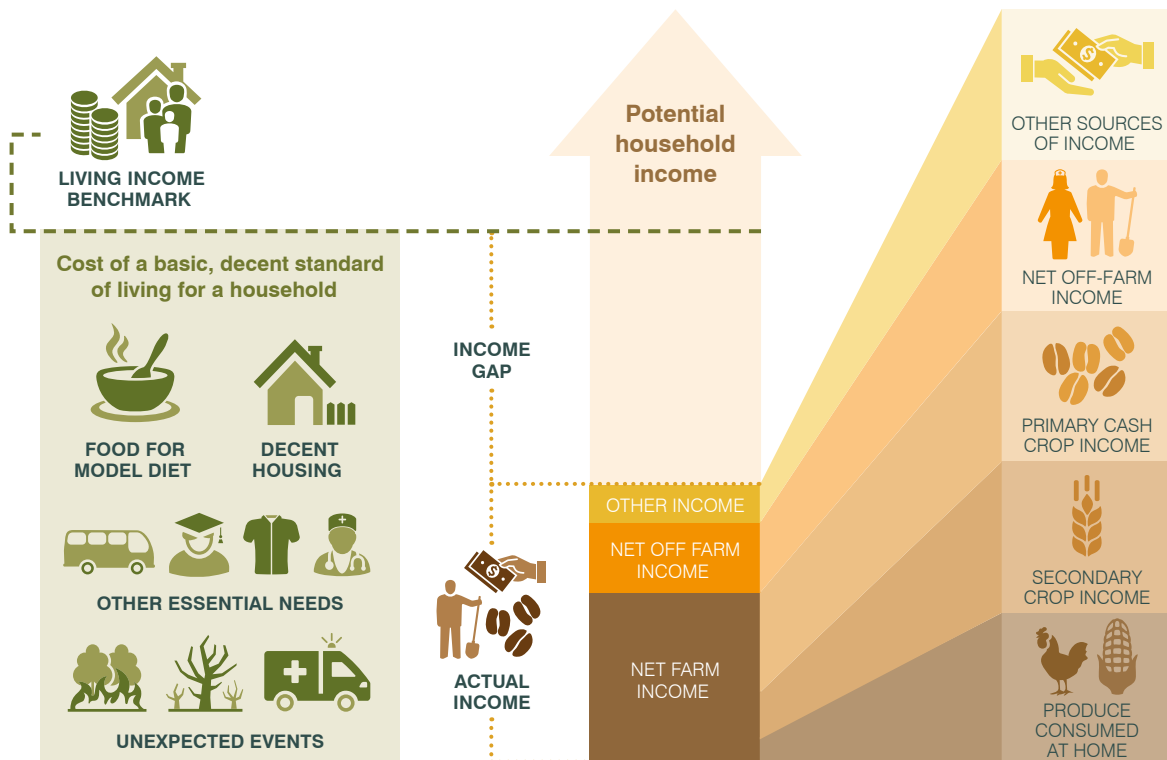 LIVING INCOME
BENCHMARK
Cost of a basic, decent standard
of living for a household
FOOD FOR
MODEL DIET
DECENT
HOUSING
OTHER ESSENTIAL NEEDS
UNEXPECTED EVENTS
INCOME
GAP
ACTUAL
INCOME
Potential
household
income
OTHER INCOME
NET OFF FARM
INCOME
NET FARM
INCOME
OTHER SOURCES
OF INCOME
NET OFF-FARM
INCOME
PRIMARY CASH
CROP INCOME
SECONDARY
CROP INCOME
PRODUCE
CONSUMED
AT HOME